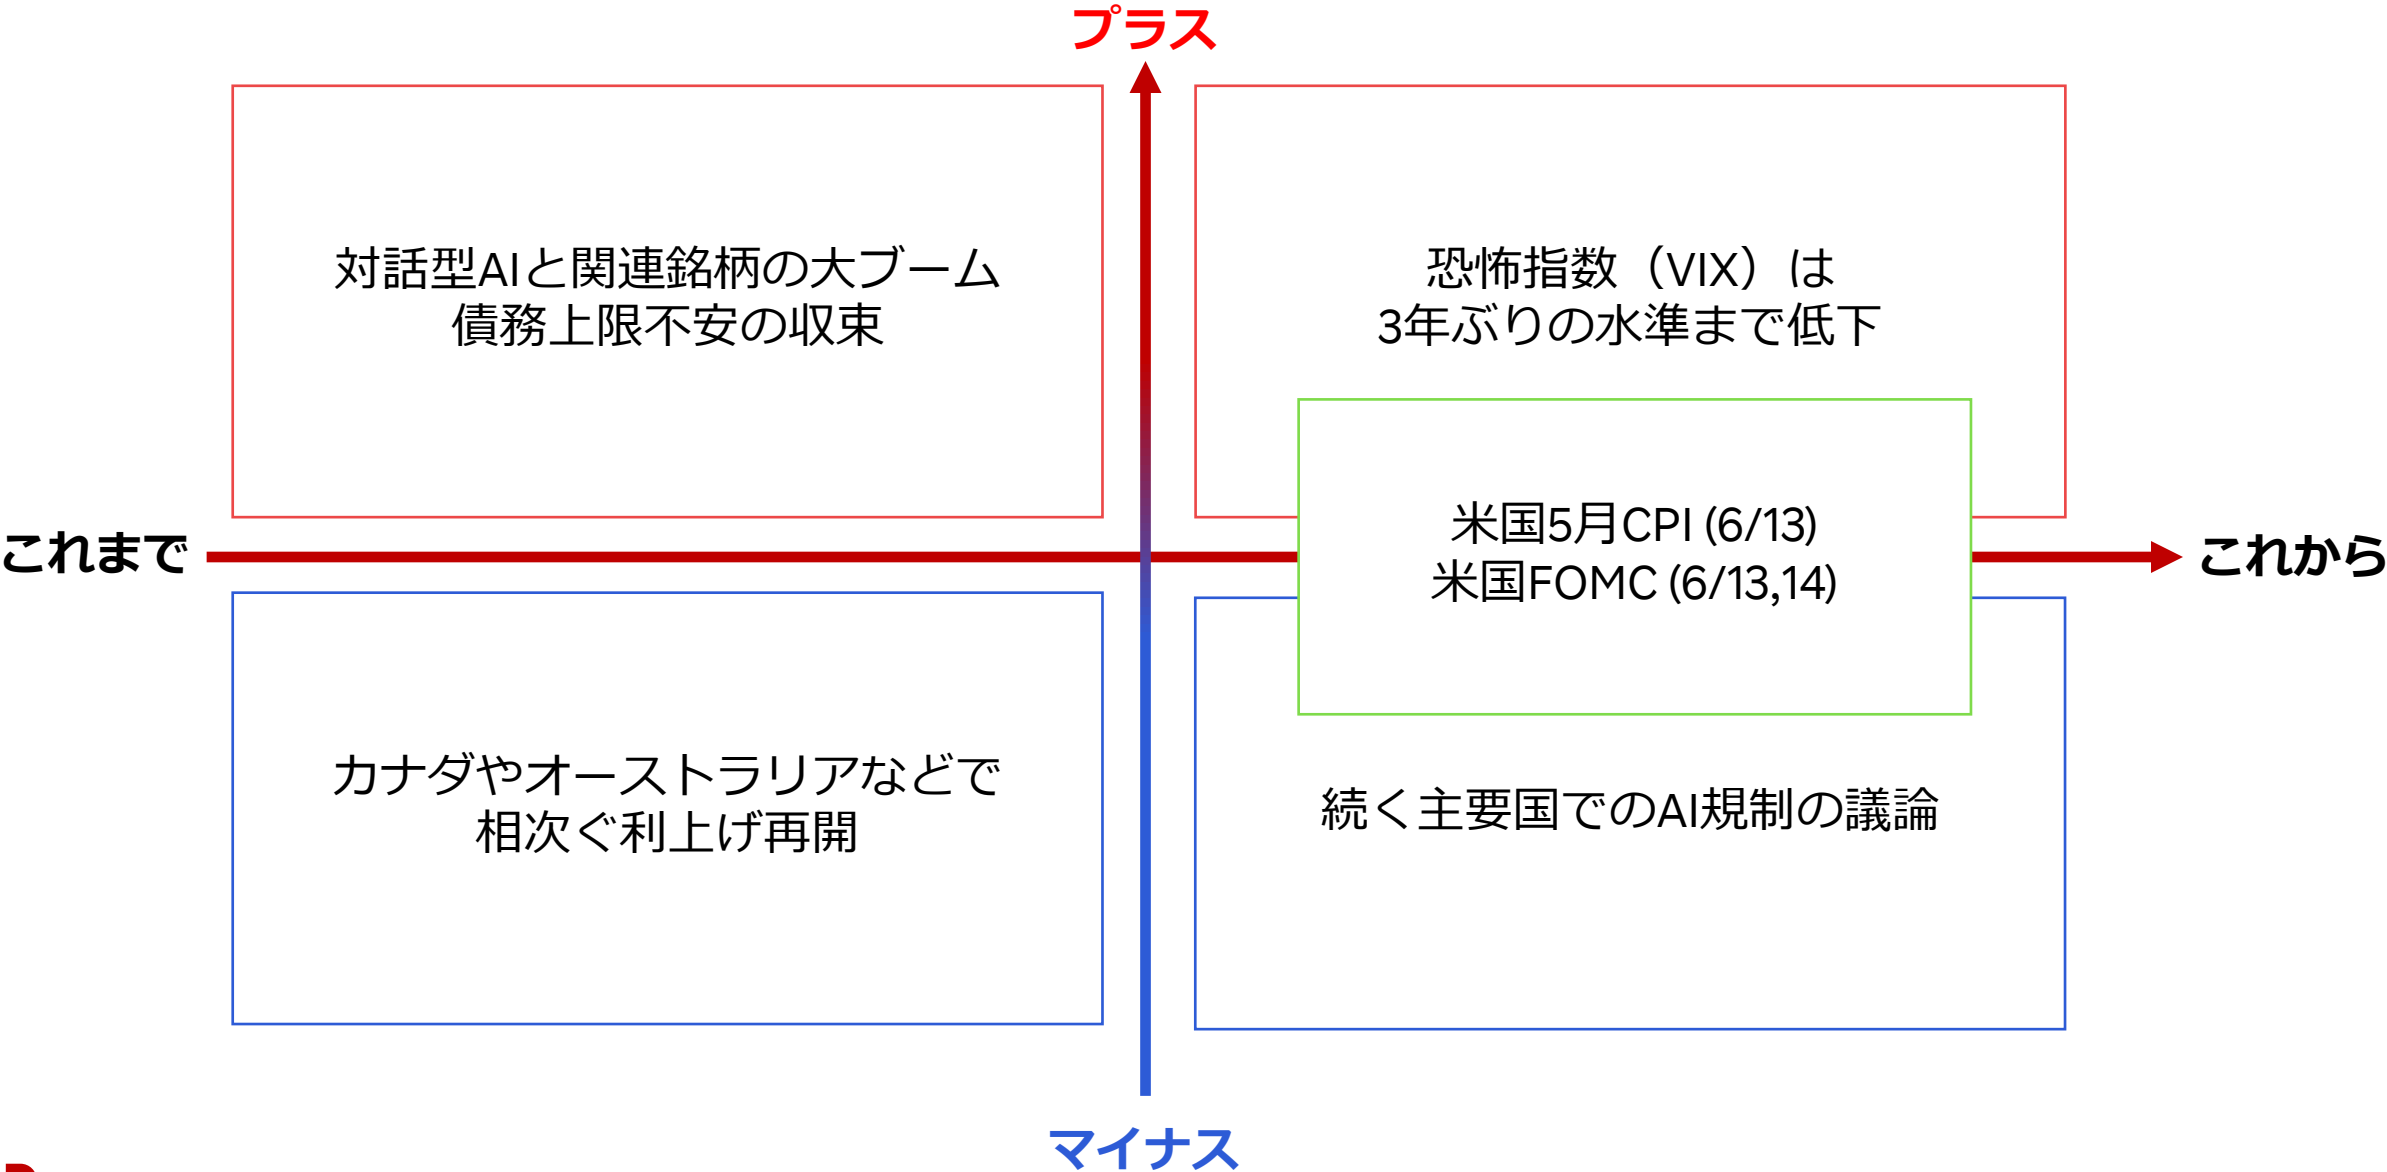 プラス
対話型AIと関連銘柄の大ブーム
債務上限不安の収束
恐怖指数（VIX）は
3年ぶりの水準まで低下
これまで
米国5月CPI (6/13)
米国FOMC (6/13,14)
これから
カナダやオーストラリアなどで
相次ぐ利上げ再開
続く主要国でのAI規制の議論
マイナス